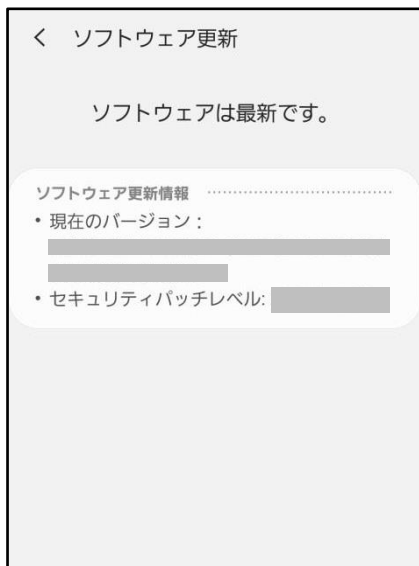 ソフトウェア更新
ソフトウェアは最新です。
ソフトウェア更新情報
• 現在のバージョン :
• セキュリティパッチレベル: